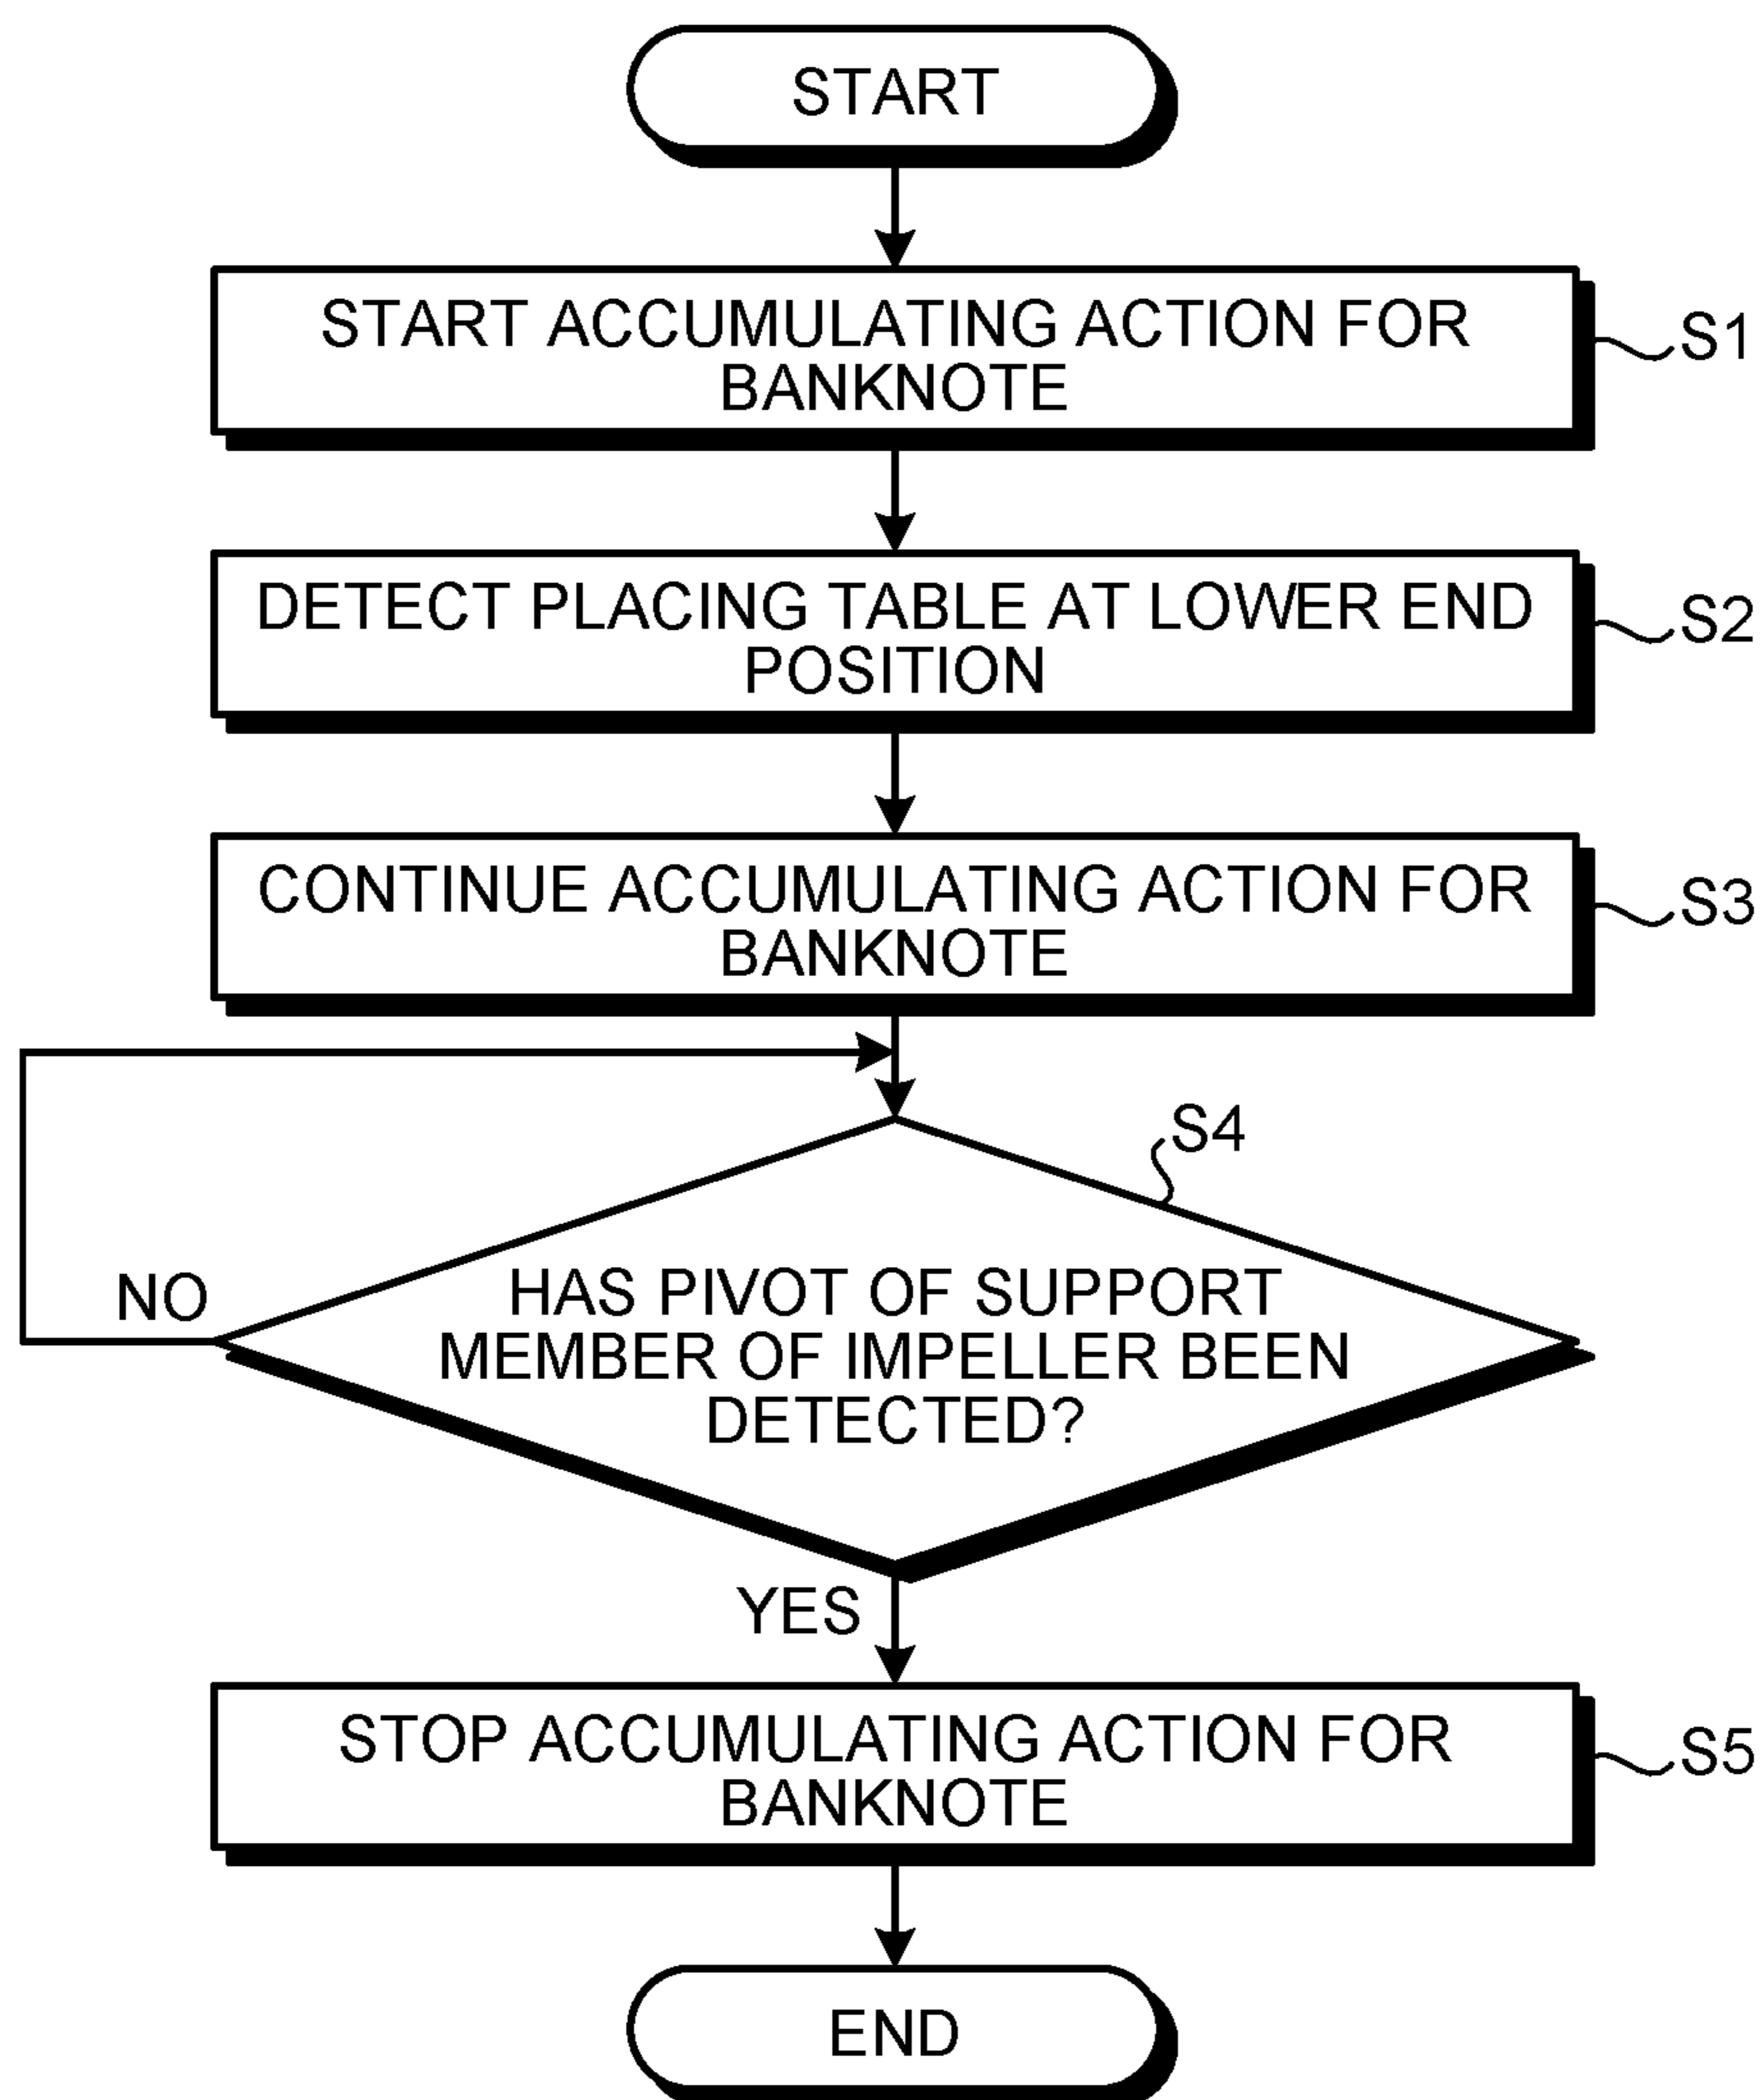 START
START ACCUMULATING ACTION FOR
BANKNOTE
S1
DETECT PLACING TABLE AT LOWER END
POSITION
S2
CONTINUE ACCUMULATING ACTION FOR
BANKNOTE
S3
S4
HAS PIVOT OF SUPPORT
MEMBER OF IMPELLER BEEN
DETECTED?
NO
YES
STOP ACCUMULATING ACTION FOR
BANKNOTE
S5
END